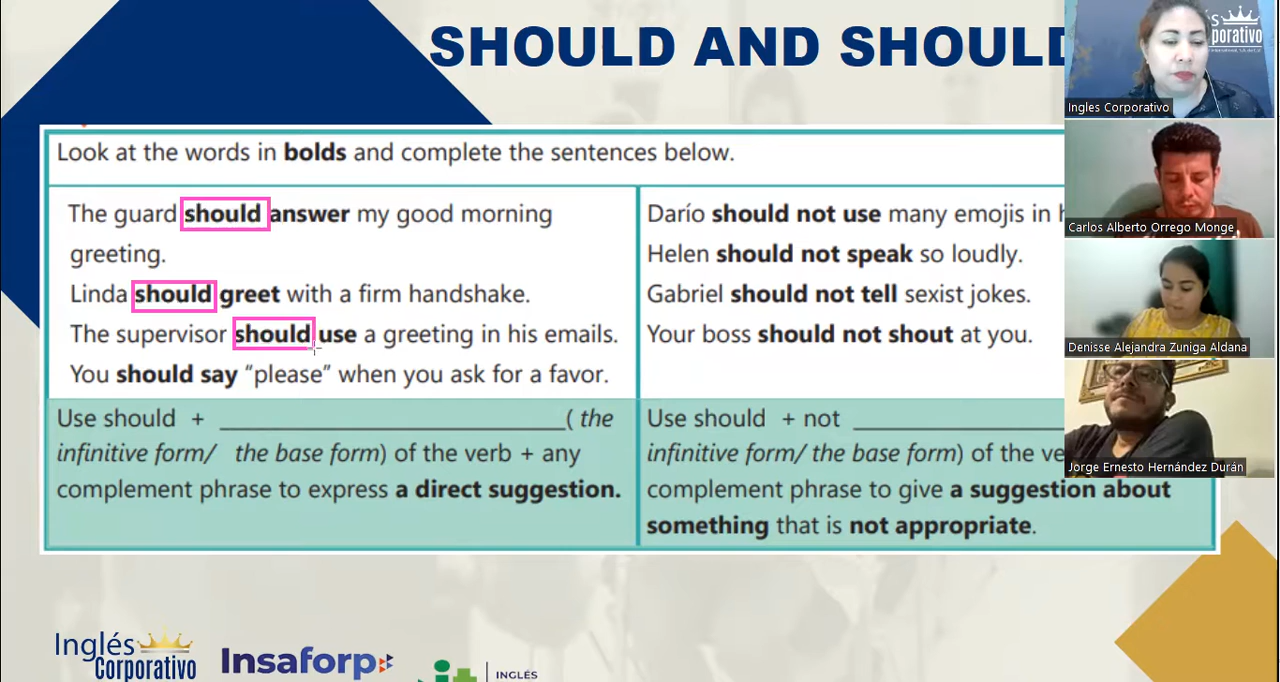 SHOULD AND SHOULD
Look at the words in bolds and complete the sentences below.
The guard should answer my good morning
greeting.
Linda should greet with a firm handshake.
The supervisor should use a greeting in his emails.
You should say “please” when you ask for a favor.
Darío should not use many emojis in
Helen should not speak so loudly.
Gabriel should not tell sexist jokes.
Your boss should not shout at you.
Use should + ______________________________( the
infinitive form/ the base form) of the verb + any
complement phrase to express a direct suggestion.
Use should + not __________________
infinitive form/ the base form) of the
complement phrase to give a suggestion about
something that is not appropriate.
Inglés
Corporativo
Insaforp
INGLÉS
porativo
Ingles Corporativo
Carlos Alberto Orrego Monge
Denisse Alejandra Zuniga Aldana
Jorge Ernesto Hernández Durán